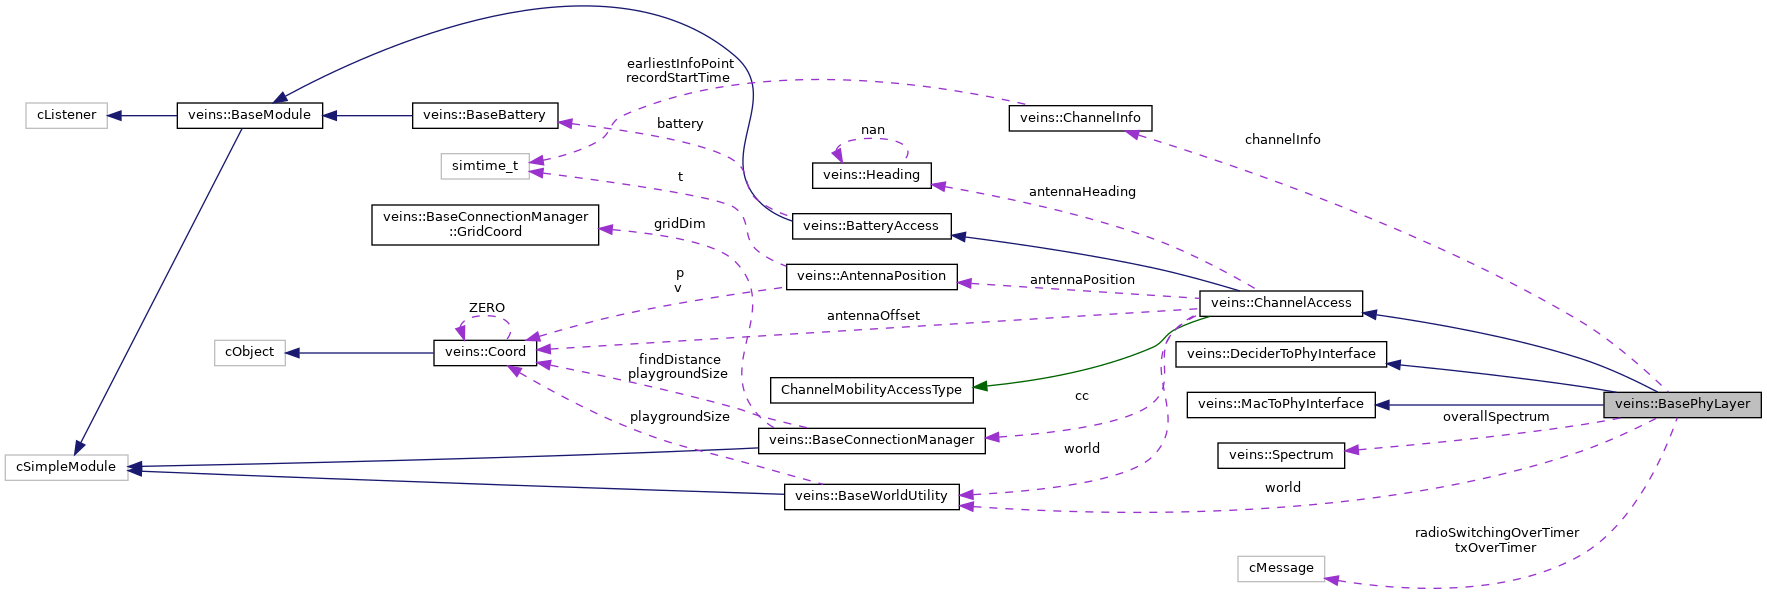 earliestInfoPoint
recordStartTime
cListener
veins::BaseModule
veins::BaseBattery
battery
veins::ChannelInfo
nan
channelInfo
simtime_t
t
veins::Heading
antennaHeading
veins::BaseConnectionManager
::GridCoord
gridDim
veins::BatteryAccess
p
v
veins::AntennaPosition
antennaPosition
ZERO
antennaOffset
veins::ChannelAccess
cObject
veins::Coord
findDistance
playgroundSize
ChannelMobilityAccessType
veins::DeciderToPhyInterface
cc
veins::MacToPhyInterface
veins::BasePhyLayer
playgroundSize
overallSpectrum
veins::BaseConnectionManager
world
veins::Spectrum
cSimpleModule
veins::BaseWorldUtility
world
radioSwitchingOverTimer
txOverTimer
cMessage